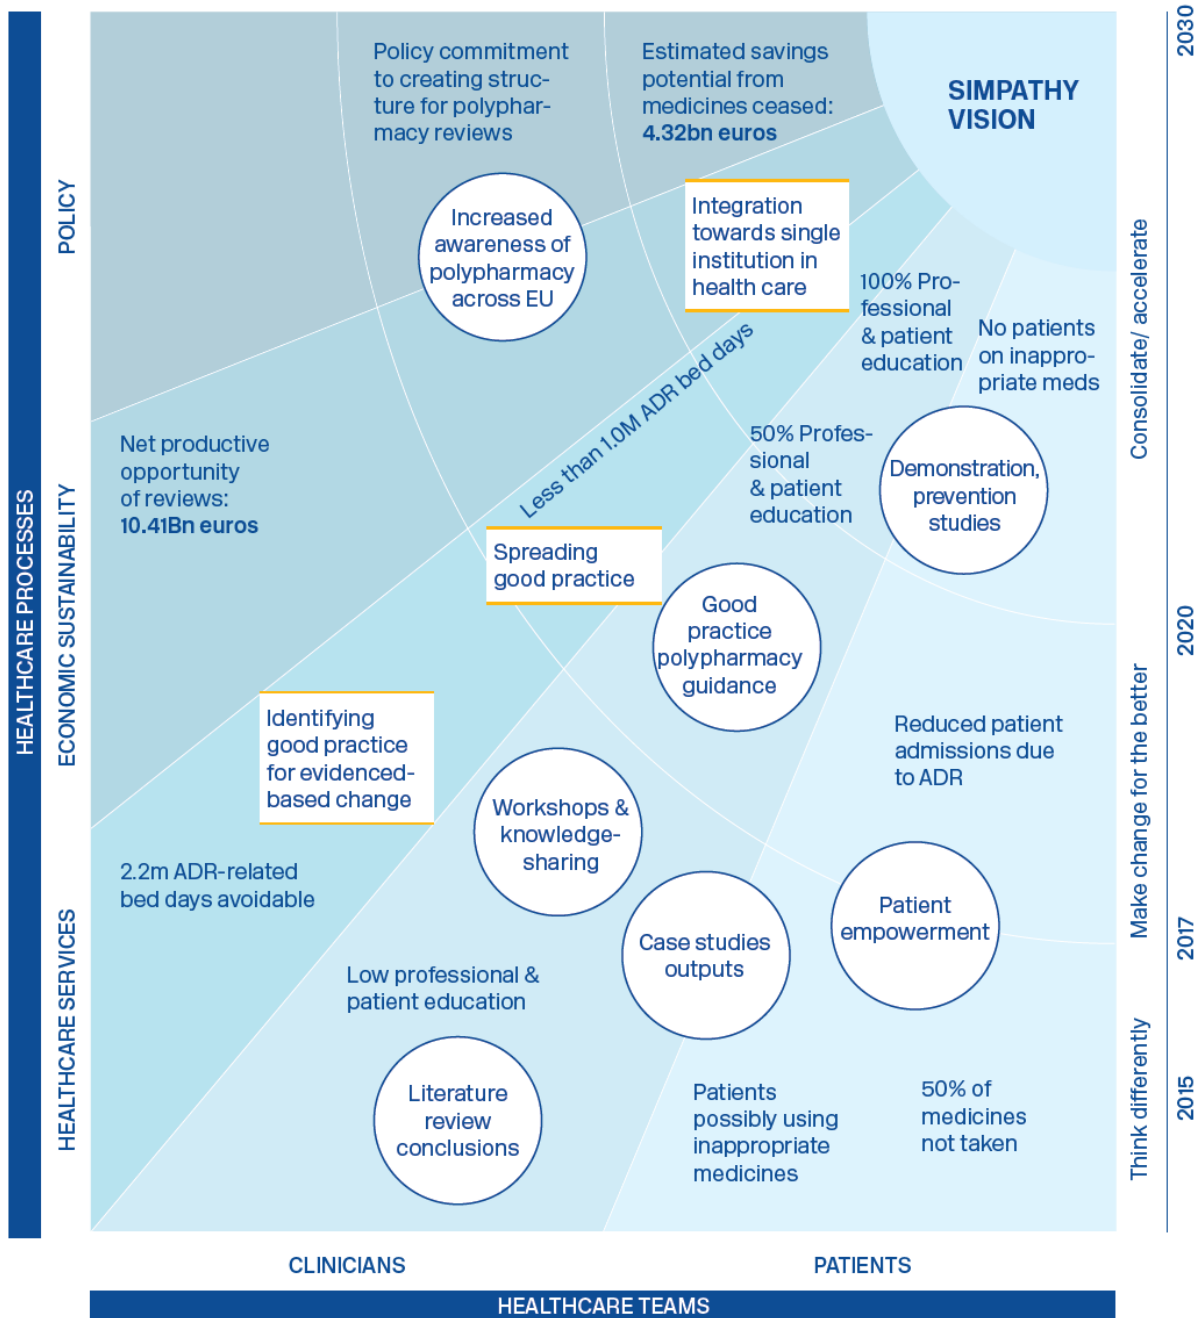 Policy commitment
to creating struc-
ture for polyphar-
macy reviews
Estimated savings
potential from
medicines ceased:
4.32bn euros
SIMPATHY
VISION
2030
POLICY
Increased
awareness of
polypharmacy
across EU
Integration
towards single
institution in
health care
100% Pro-
fessional
& patient
education
No patients
on inappro-
priate meds
Consolidate/ accelerate
Less than 1.0M ADR bed days
Net productive
opportunity
of reviews:
10.41Bn euros
50% Profes-
sional
& patient
education
Demonstration,
prevention
studies
HEALTHCARE PROCESSES
ECONOMIC SUSTAINABILITY
Spreading
good practice
Good
practice
polypharmacy
guidance
2020
Identifying
good practice
for evidenced-
based change
Reduced patient
admissions due
to ADR
Make change for the better
Workshops &
knowledge-
sharing
2.2m ADR-related
bed days avoidable
Patient
empowerment
Case studies
outputs
2017
HEALTHCARE SERVICES
Low professional &
patient education
Literature
review
conclusions
Patients
possibly using
inappropriate
medicines
50% of
medicines
not taken
Think differently
2015
CLINICIANS
PATIENTS
HEALTHCARE TEAMS